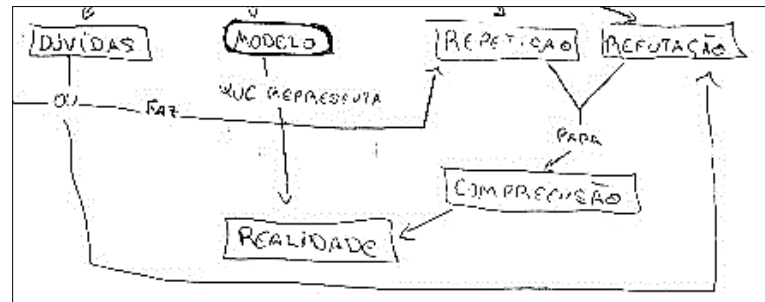 DÚVIDAS
MODELO
REPETIÇÃO
REFUTAÇÃO
QUE REPRESENTA
OU
FAZ
PARA
COMPREENSÃO
REALIDADE